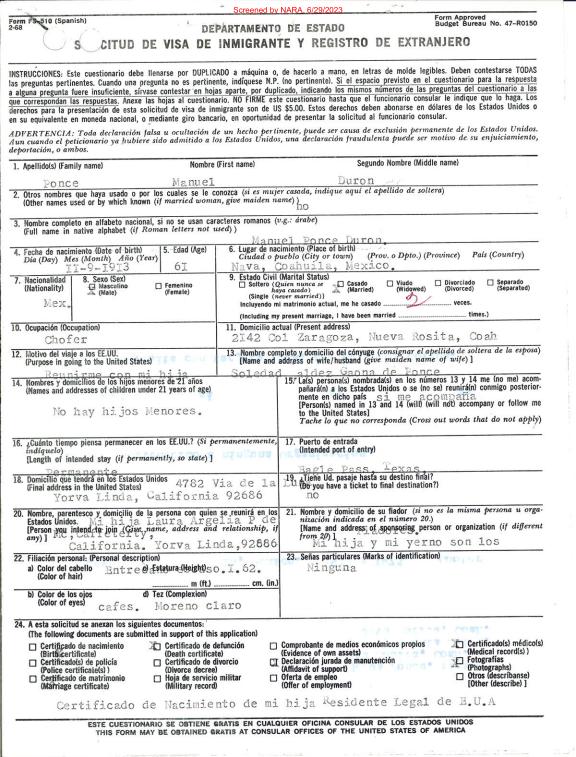 Screened by NARA, 6/29/2023
Form FS-510 (Spanish)
2-68
DEPARTAMENTO DE ESTADO
Form Approved
Budget Bureau No. 47-R0150
SOLICITUD DE VISA DE INMIGRANTE Y REGISTRO DE EXTRANJERO
INSTRUCCIONES: Este cuestionario debe llenarse por DUPLICADO a máquina o, de hacerlo a mano, en letras de molde legibles. Deben contestarse TODAS
las preguntas pertinentes. Cuando una pregunta no es pertinente, indíquese N.P. (no pertinente). Si el espacio previsto en el cuestionario para la respuesta
a alguna pregunta fuere insuficiente, sírvase contestar en hojas aparte, por duplicado, indicando los mismos números de las preguntas del cuestionario a las
que correspondan las respuestas. Anexe las hojas al cuestionario. NO FIRME este cuestionario hasta que el funcionario consular le indique que lo haga. Los
derechos para la presentación de esta solicitud de visa de inmigrante son de US $5.00. Estos derechos deben abonarse en dólares de los Estados Unidos o
en su equivalente en moneda nacional, o mediante giro bancario, en oportunidad de presentar la solicitud al funcionario consular.
ADVERTENCIA: Toda declaración falsa u ocultación de un hecho pertinente, puede ser causa de exclusión permanente de los Estados Unidos.
Aun cuando el peticionario ya hubiere sido admitido a los Estados Unidos, una declaración fraudulenta puede ser motivo de su enjuiciamiento,
deportación, o ambos.
1. Apellido(s) (Family name) Nombre (First name) Segundo Nombre (Middle name)
Ponce Manuel Duron
2. Otros nombres que haya usado o por los cuales se le conozca (si es mujer casada, indique aquí el apellido de soltera)
(Other names used or by which known (if married woman, give maiden name) )
no
3. Nombre completo en alfabeto nacional, si no se usan caracteres romanos (v.g.: árabe)
(Full name in native alphabet (if Roman letters not used) )
Manuel Ponce Duron.
4. Fecha de nacimiento (Date of birth) 5. Edad (Age) 6. Lugar de nacimiento (Place of birth)
Día (Day) Mes (Month) Año (Year) Ciudad o pueblo (City or town) (Prov. o Dpto.) (Province) País (Country)
II-9-I9I3 6I Nava, Coahuila, Mexico.
7. Nacionalidad 8. Sexo (Sex) 9. Estado Civil (Marital Status)
(Nationality) Masculino (Male) Femenino (Female)
Soltero (Quien nunca se haya casado) (Single (never married)) Casado (Married) Viudo (Widowed) Divorciado (Divorced) Separado (Separated)
Mex.
Incluyendo mi matrimonio actual, me he casado 2 veces.
(Including my present marriage, I have been married times.)
10. Ocupación (Occupation) 11. Domicilio actual (Present address)
Chofer 2I42 Col Zaragoza, Nueva Rosita, Coah
12. Motivo del viaje a los EE.UU. 13. Nombre completo y domicilio del cónyuge (consignar el apellido de soltera de la esposa)
(Purpose in going to the United States) [Name and address of wife/husband (give maiden name of wife)]
Reunirme con mi hija Soledad aldez Gaona de Ponce
14. Nombres y domicilios de los hijos menores de 21 años
(Names and addresses of children under 21 years of age)
No hay hijos Menores.
15. La(s) persona(s) nombrada(s) en los números 13 y 14 me (no me) acom-
pañará(n) a los Estados Unidos o se (no se) reunirá(n) conmigo posterior-
mente en dicho país si me acompaña
[Person(s) named in 13 and 14 (will) (will not) accompany or follow me
to the United States]
Tache lo que no corresponda (Cross out words that do not apply)
16. ¿Cuánto tiempo piensa permanecer en los EE.UU.? (Si permanentemente,
indíquelo)
[Length of intended stay (if permanently, so state) ]
Permanente
17. Puerto de entrada
(Intended port of entry)
Eagle Pass, Texas.
18. Domicilio que tendrá en los Estados Unidos
(Final address in the United States)
4782 Via de la Lu
Yorva Linda, California 92686
19. ¿Tiene Ud. pasaje hasta su destino final?
(Do you have a ticket to final destination?)
no
20. Nombre, parentesco y domicilio de la persona con quien se reunirá en los
Estados Unidos. Mi hija Laura Argelia P de
[Person you intend to join (Give name, address and relationship, if
any)] Mc,Cafferty,
California. Yorva Linda,92686
21. Nombre y domicilio de su fiador (si no es la misma persona u orga-
nización indicada en el número 20.)
(Name and address of sponsoring person or organization (if different
from 20)
Mi hija y mi yerno son los
22. Filiación personal: (Personal description)
a) Color del cabello c) Estatura (Height)
(Color of hair) m (ft.) cm. (in.)
I.62.
b) Color de los ojos d) Tez (Complexion)
(Color of eyes) cafes. Moreno claro
23. Señas particulares (Marks of identification)
Ninguna
24. A esta solicitud se anexan los siguientes documentos:
(The following documents are submitted in support of this application)
Certificado de nacimiento (Birth certificate)
Certificado(s) de policía (Police certificate(s) )
Certificado de matrimonio (Marriage certificate)
Certificado de defunción (Death certificate)
Certificado de divorcio (Divorce decree)
Hoja de servicio militar (Military record)
Comprobante de medios económicos propios (Evidence of own assets)
Declaración jurada de manutención (Affidavit of support)
Oferta de empleo (Offer of employment)
Certificado(s) médico(s) (Medical record(s) )
Fotografías (Photographs)
Otros (descríbanse) [Other (describe) ]
Certificado de Nacimiento de mi hija Residente Legal de E.U.A
ESTE CUESTIONARIO SE OBTIENE GRATIS EN CUALQUIER OFICINA CONSULAR DE LOS ESTADOS UNIDOS
THIS FORM MAY BE OBTAINED GRATIS AT CONSULAR OFFICES OF THE UNITED STATES OF AMERICA